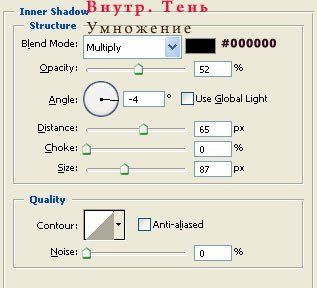 Внутр. Тень
Inner Shadow
Structure
Умножение
Blend Mode: Multiply #000000
Opacity: 52 %
Angle: -4 ° Use Global Light
Distance: 65 px
Choke: 0 %
Size: 87 px
Quality
Contour: Anti-aliased
Noise: 0 %